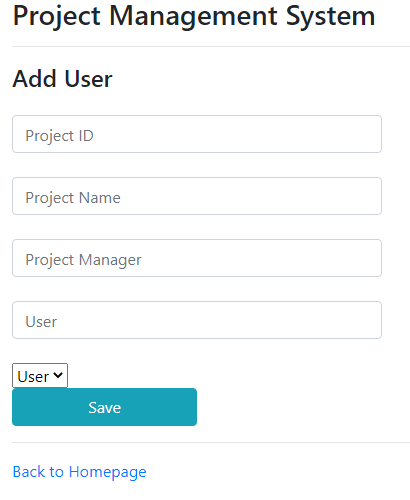 Project Management System
Add User
Project ID
Project Name
Project Manager
User
User
Save
Back to Homepage